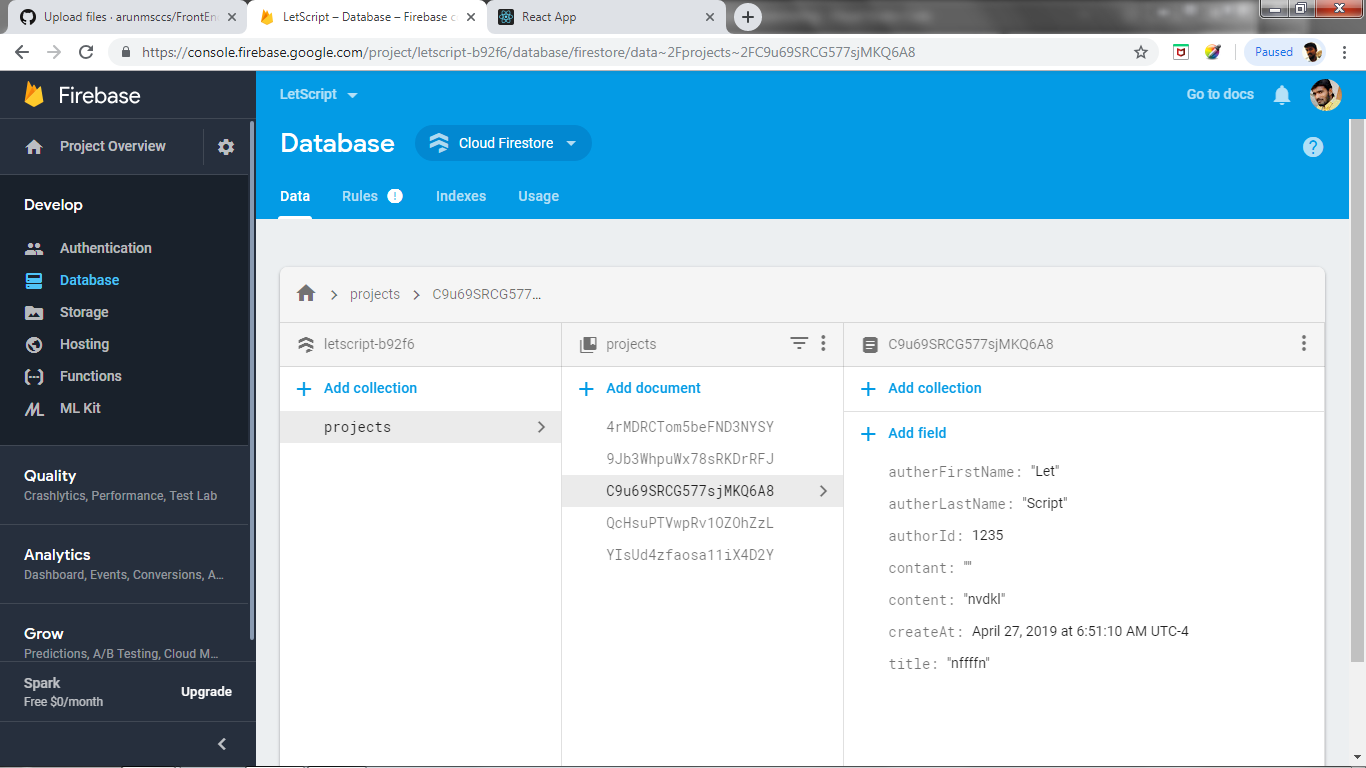 Upload files · arunmsccs/FrontEn
LetScript – Database – Firebase c
React App
https://console.firebase.google.com/project/letscript-b92f6/database/firestore/data~2Fprojects~2FC9u69SRCG577sjMKQ6A8
Paused
Firebase
LetScript
Go to docs
Project Overview
Database
Cloud Firestore
Data
Rules
Indexes
Usage
Develop
Authentication
Database
Storage
Hosting
Functions
ML Kit
Quality
Crashlytics, Performance, Test Lab
Analytics
Dashboard, Events, Conversions, A...
Grow
Predictions, A/B Testing, Cloud M...
Spark
Free $0/month
Upgrade
projects
C9u69SRCG577...
letscript-b92f6
projects
C9u69SRCG577sjMKQ6A8
Add collection
Add document
Add collection
projects
4rMDRCTom5beFND3NYSY
9Jb3WhpuWx78sRKDrRFJ
C9u69SRCG577sjMKQ6A8
QcHsuPTVwpRv1OZOhZzL
YIsUd4zfaosa11iX4D2Y
Add field
autherFirstName: "Let"
autherLastName: "Script"
authorId: 1235
contant: ""
content: "nvdkl"
createAt: April 27, 2019 at 6:51:10 AM UTC-4
title: "nffffn"